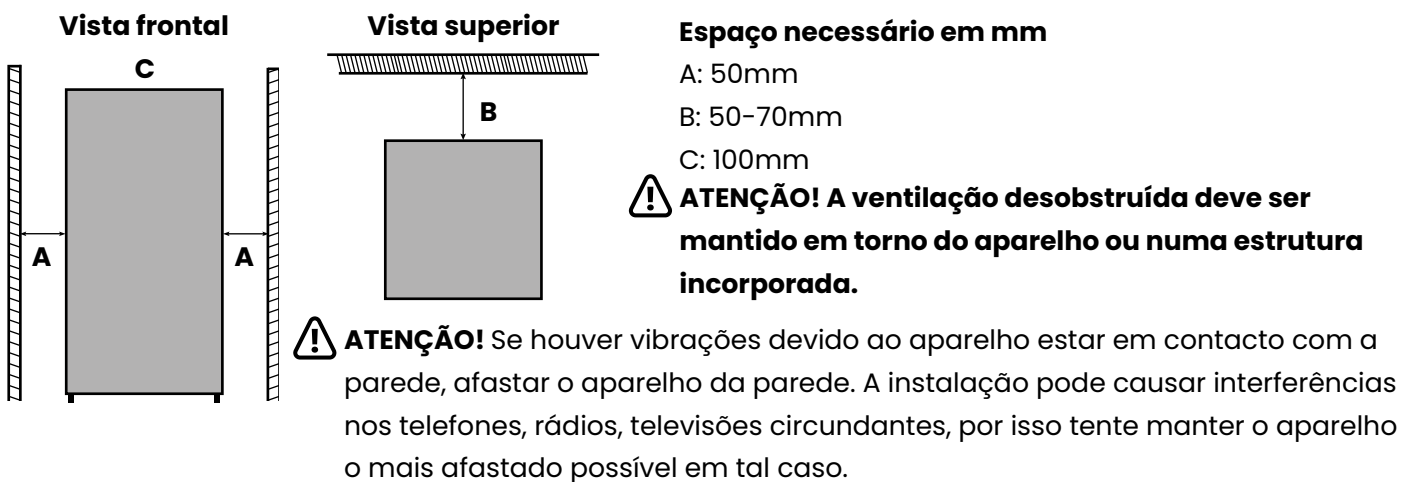 Vista frontal
C
A
A
Vista superior
B
Espaço necessário em mm
A: 50mm
B: 50-70mm
C: 100mm
ATENÇÃO! A ventilação desobstruída deve ser
mantido em torno do aparelho ou numa estrutura
incorporada.
ATENÇÃO! Se houver vibrações devido ao aparelho estar em contacto com a
parede, afastar o aparelho da parede. A instalação pode causar interferências
nos telefones, rádios, televisões circundantes, por isso tente manter o aparelho
o mais afastado possível em tal caso.